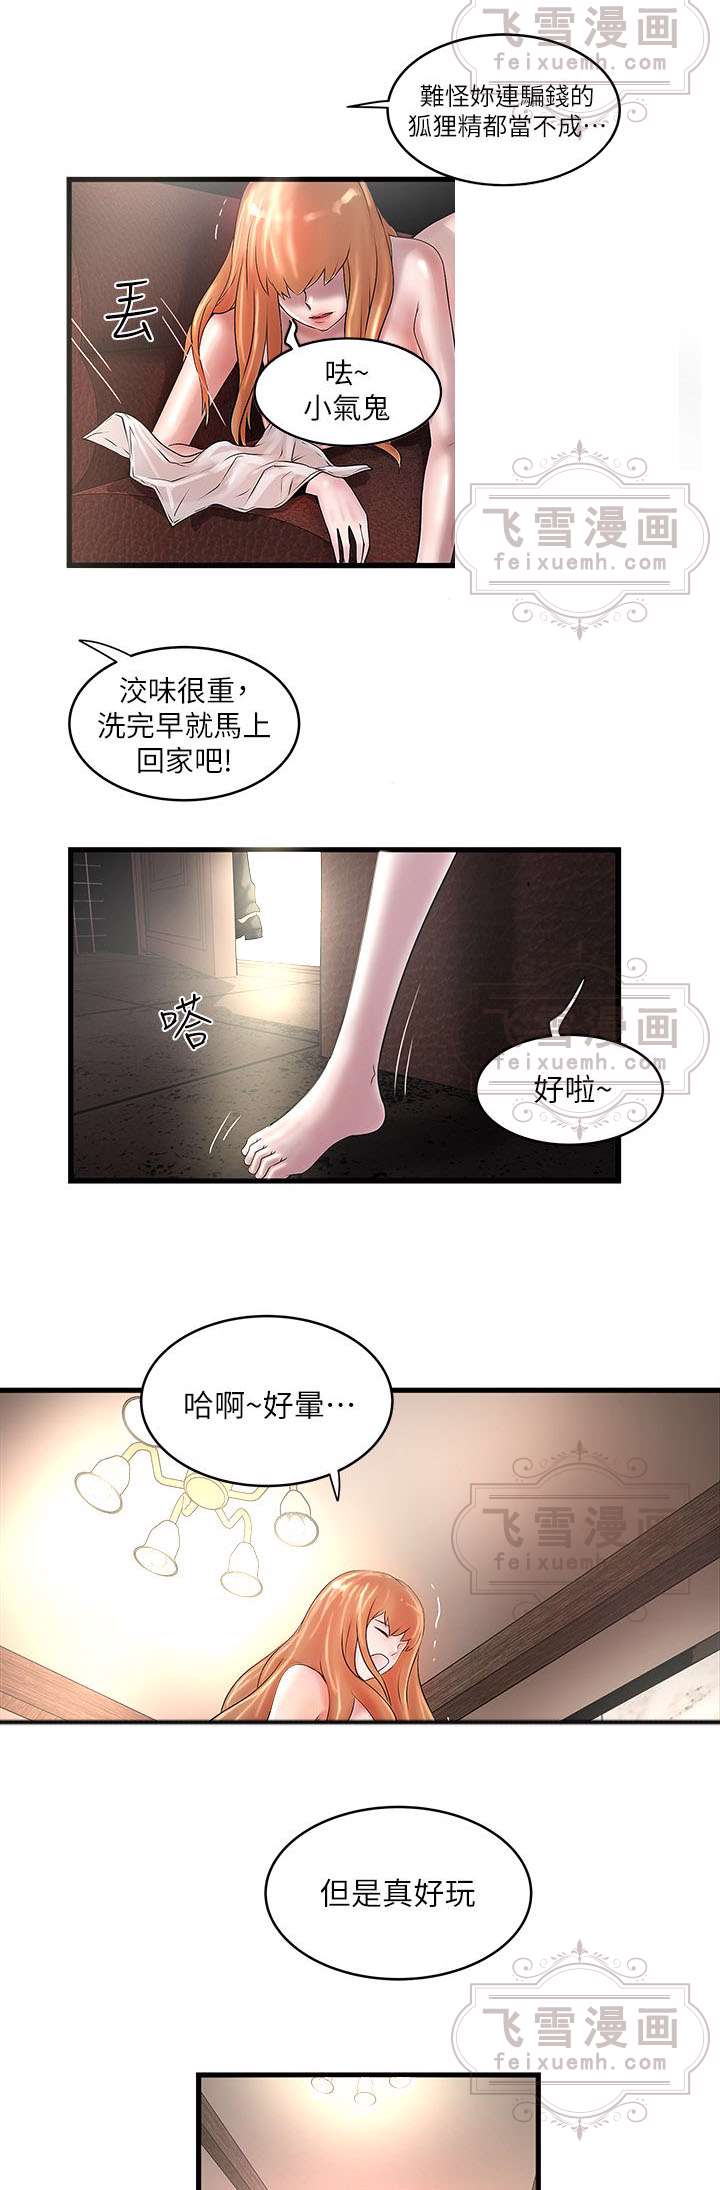 飞雪漫画
feixuemh.com
難怪妳連騙錢的
狐狸精都當不成…
丟
呿~
小氣鬼
飞雪漫画
feixuemh.com
洨味很重，
洗完早就馬上
回家吧!
嗒
飞雪漫画
feixuemh.com
好啦~
哈啊~好暈…
飞雪漫画
feixuemh.com
但是真好玩
飞雪漫画
feixuemh.com